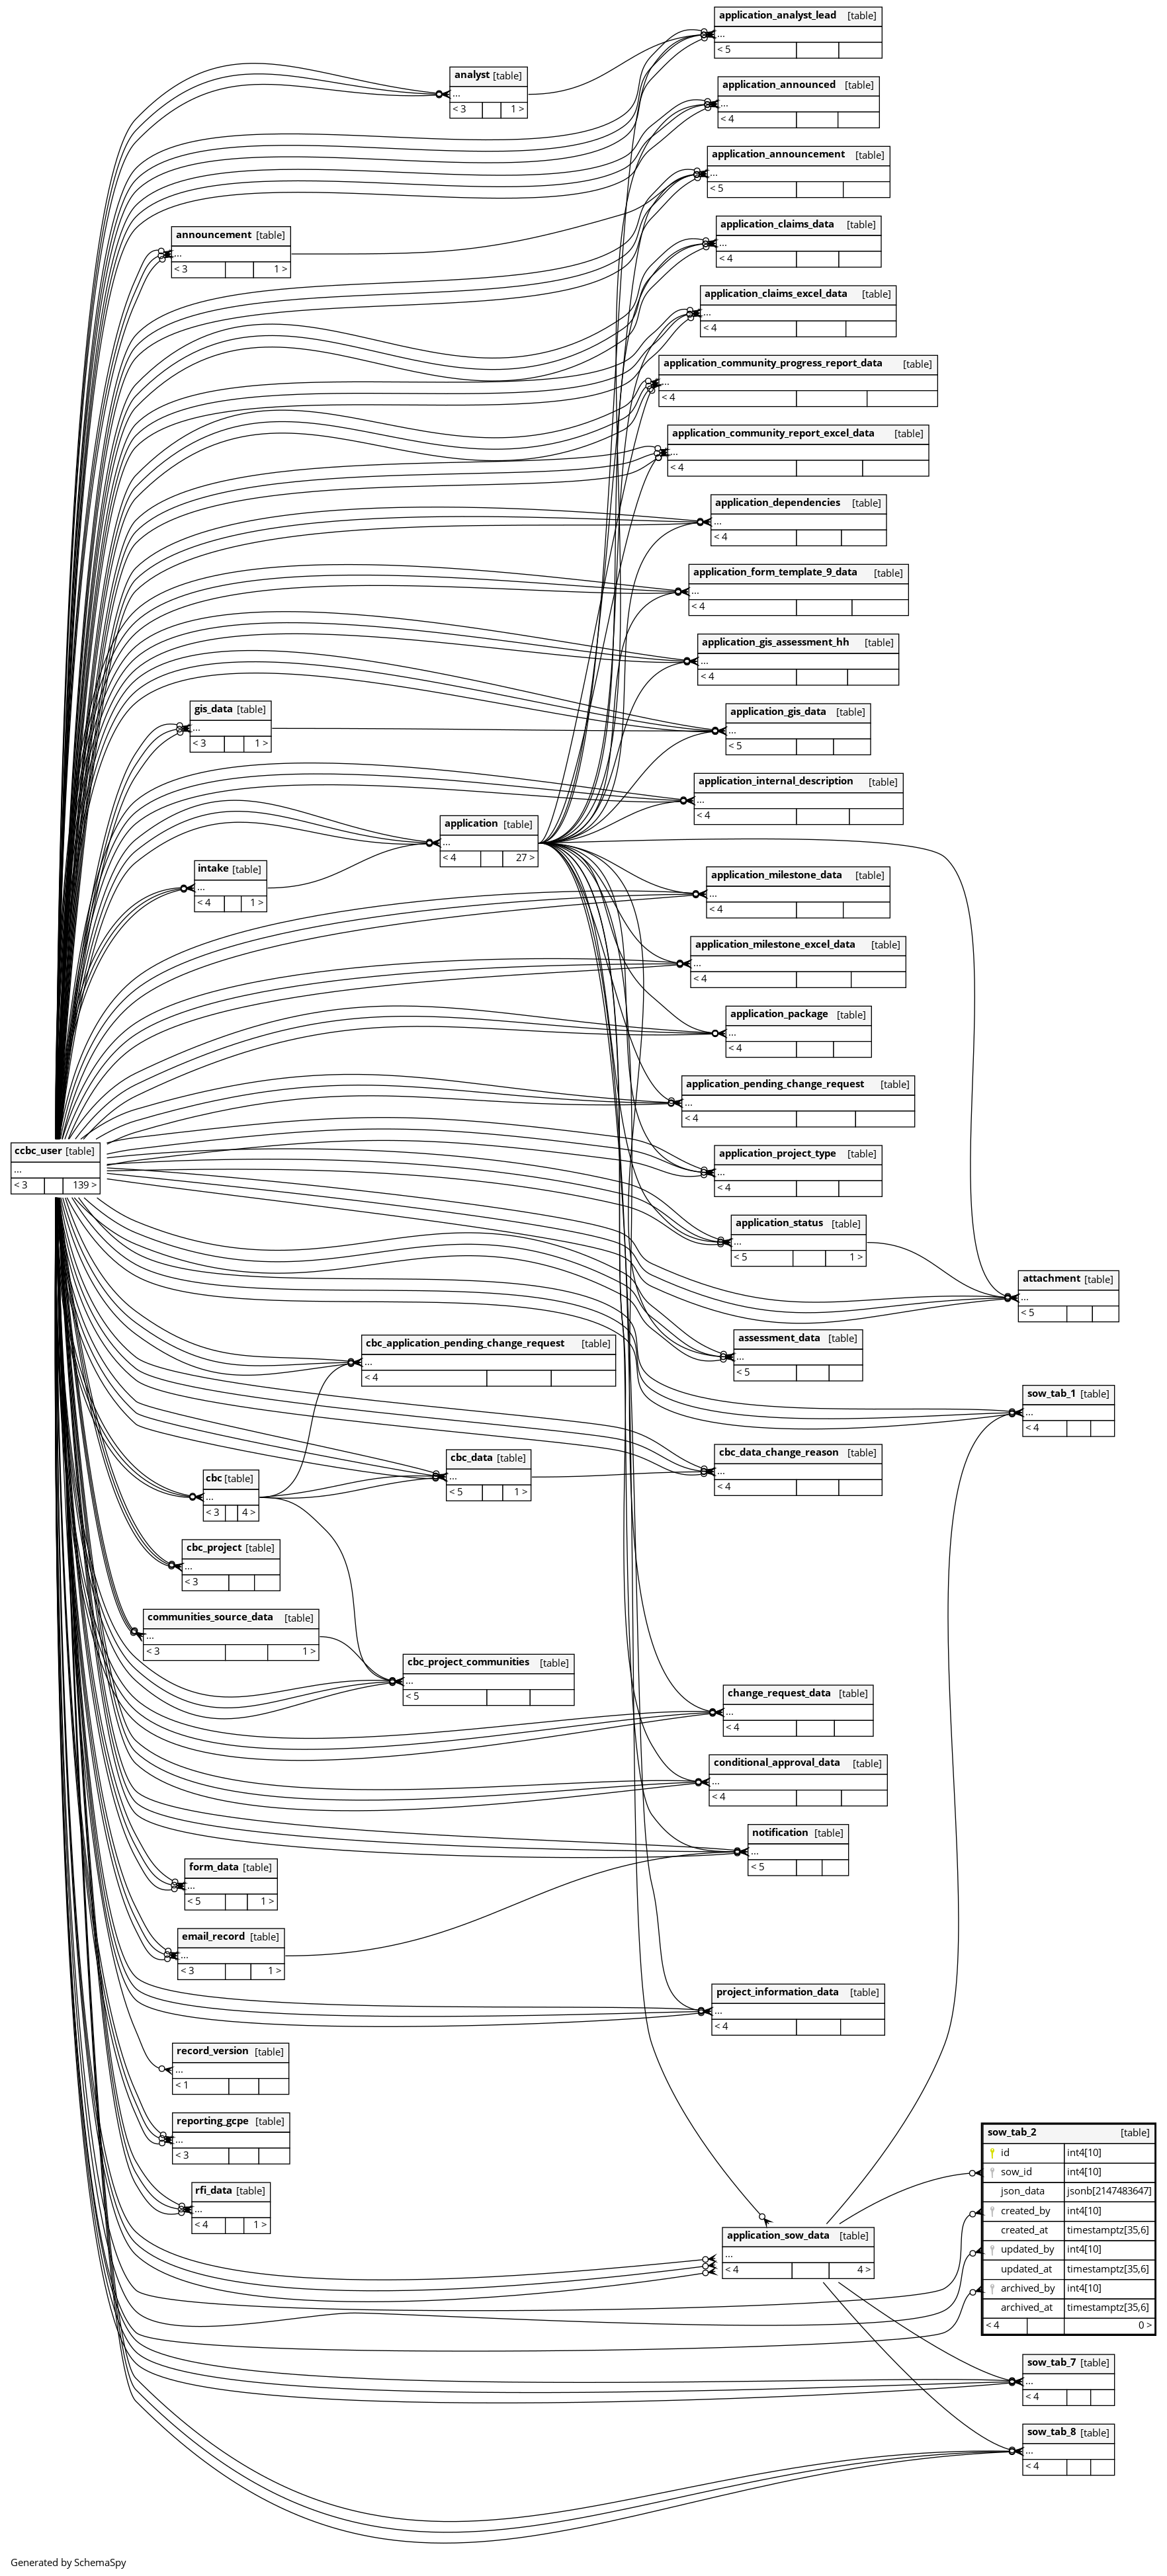 application_analyst_lead [table]
...
< 5
analyst [table]
...
< 3 1 >
application_announced [table]
...
< 4
application_announcement [table]
...
< 5
application_claims_data [table]
...
< 4
announcement [table]
...
< 3 1 >
application_claims_excel_data [table]
...
< 4
application_community_progress_report_data [table]
...
< 4
application_community_report_excel_data [table]
...
< 4
application_dependencies [table]
...
< 4
application_form_template_9_data [table]
...
< 4
application_gis_assessment_hh [table]
...
< 4
gis_data [table]
...
< 3 1 >
application_gis_data [table]
...
< 5
application_internal_description [table]
...
< 4
application [table]
...
< 4 27 >
intake [table]
...
< 4 1 >
application_milestone_data [table]
...
< 4
application_milestone_excel_data [table]
...
< 4
application_package [table]
...
< 4
application_pending_change_request [table]
...
< 4
ccbc_user [table]
...
< 3 139 >
application_project_type [table]
...
< 4
application_status [table]
...
< 5 1 >
attachment [table]
...
< 5
assessment_data [table]
...
< 5
cbc_application_pending_change_request [table]
...
< 4
sow_tab_1 [table]
...
< 4
cbc_data_change_reason [table]
...
< 4
cbc_data [table]
...
< 5 1 >
cbc [table]
...
< 3 4 >
cbc_project [table]
...
< 3
communities_source_data [table]
...
< 3 1 >
cbc_project_communities [table]
...
< 5
change_request_data [table]
...
< 4
conditional_approval_data [table]
...
< 4
notification [table]
...
< 5
form_data [table]
...
< 5 1 >
email_record [table]
...
< 3 1 >
project_information_data [table]
...
< 4
record_version [table]
...
< 1
reporting_gcpe [table]
...
< 3
rfi_data [table]
...
< 4 1 >
sow_tab_2 [table]
id int4[10]
sow_id int4[10]
json_data jsonb[2147483647]
created_by int4[10]
created_at timestamptz[35,6]
updated_by int4[10]
updated_at timestamptz[35,6]
archived_by int4[10]
archived_at timestamptz[35,6]
< 4 0 >
application_sow_data [table]
...
< 4 4 >
sow_tab_7 [table]
...
< 4
sow_tab_8 [table]
...
< 4
Generated by SchemaSpy